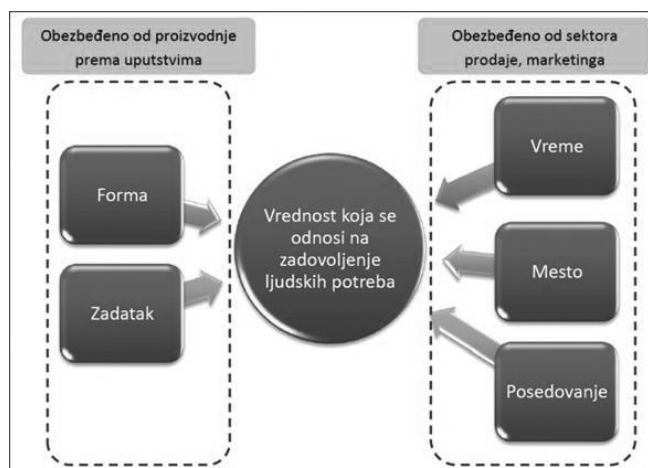 Obezbeđeno od proizvodnje
prema uputstvima
Obezbeđeno od sektora
prodaje, marketinga
Forma
Zadatak
Vrednost koja se
odnosi na
zadovoljenje
ljudskih potreba
Vreme
Mesto
Posedovanje